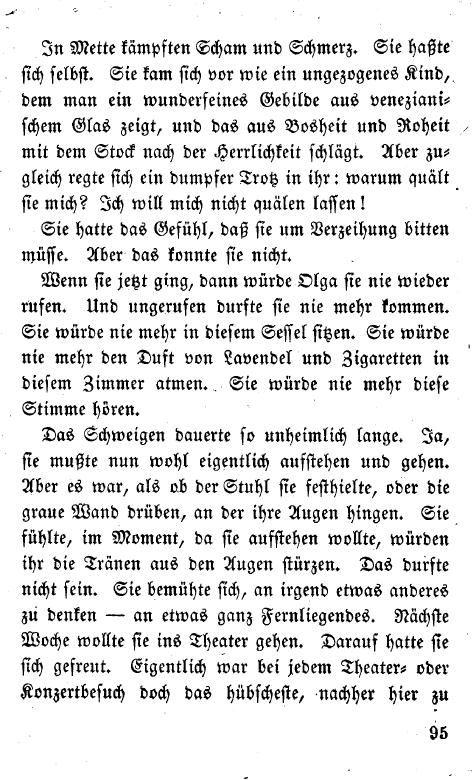 In Mette kämpften Scham und Schmerz. Sie haßte
sich selbst. Sie kam sich vor wie ein ungezogenes Kind,
dem man ein wunderfeines Gebilde aus veneziani-
schem Glas zeigt, und das aus Bosheit und Roheit
mit dem Stock nach der Herrlichkeit schlägt. Aber zu-
gleich regte sich ein dumpfer Trotz in ihr: warum quält
sie mich? Ich will mich nicht quälen lassen!
Sie hatte das Gefühl, daß sie um Verzeihung bitten
müsse. Aber das konnte sie nicht.
Wenn sie jetzt ging, dann würde Olga sie nie wieder
rufen. Und ungerufen durfte sie nie mehr kommen.
Sie würde nie mehr in diesem Sessel sitzen. Sie würde
nie mehr den Duft von Lavendel und Zigaretten in
diesem Zimmer atmen. Sie würde nie mehr diese
Stimme hören.
Das Schweigen dauerte so unheimlich lange. Ja,
sie mußte nun wohl eigentlich aufstehen und gehen.
Aber es war, als ob der Stuhl sie festhielte, oder die
graue Wand drüben, an der ihre Augen hingen. Sie
fühlte, im Moment, da sie aufstehen wollte, würden
ihr die Tränen aus den Augen stürzen. Das durfte
nicht sein. Sie bemühte sich, an irgend etwas anderes
zu denken — an etwas ganz Fernliegendes. Nächste
Woche wollte sie ins Theater gehen. Darauf hatte sie
sich gefreut. Eigentlich war bei jedem Theater- oder
Konzertbesuch doch das hübscheste, nachher hier zu
95